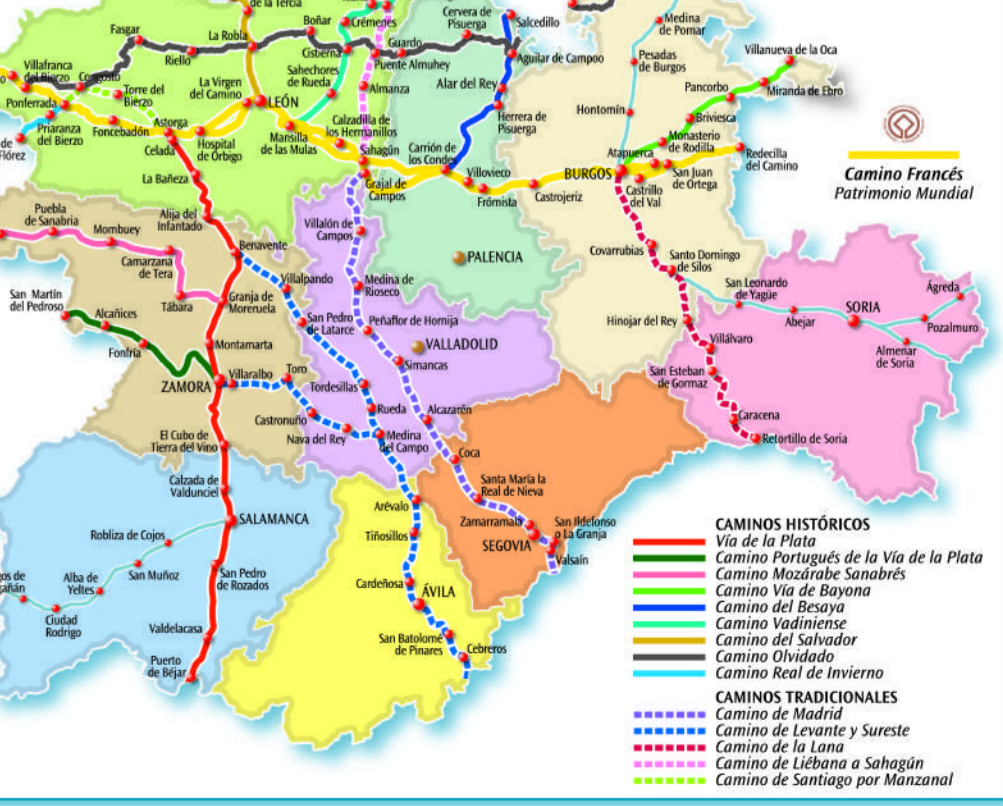 de la Tercia
Boñar
Crémenes
Cervera de
Pisuerga
Salcedillo
Medina
de Pomar
Fasgar
La Robla
Cistierna
Guardo
Riello
Puente Almuhey
Aguilar de Campoo
Pesadas
de Burgos
Villanueva de la Oca
Villafranca
del Bierzo
Congosto
La Virgen
del Camino
Sahechores
de Rueda
Almanza
Alar del Rey
Pancorbo
Miranda de Ebro
Ponferrada
Torre del
Bierzo
LEÓN
Hontomín
Herrera de
Pisuerga
Briviesca
Priaranza
del Bierzo
Foncebadón
Astorga
Calzadilla de
los Hermanillos
Monasterio
de Rodilla
de
Flórez
Celada
Hospital
de Órbigo
Mansilla
de las Mulas
Sahagún
Carrión de
los Condes
Atapuerca
Redecilla
del Camino
La Bañeza
Grajal de
Campos
Villovieco
Frómista
Castrojeriz
BURGOS
San Juan
de Ortega
Castrillo
del Val
Camino Francés
Patrimonio Mundial
Puebla
de Sanabria
Mombuey
Alija del
Infantado
Villalón de
Campos
Camarzana
de Tera
Benavente
PALENCIA
Covarrubias
Santo Domingo
de Silos
San Martín
del Pedroso
Tábara
Granja de
Moreruela
Villalpando
Medina de
Rioseco
San Leonardo
de Yagüe
Ágreda
Alcañices
San Pedro
de Latarce
Peñaflor de Hornija
Hinojar del Rey
Abejar
SORIA
Pozalmuro
Fonfría
Montamarta
VALLADOLID
Villálvaro
Almenar
de Soria
ZAMORA
Villaralbo
Toro
Simancas
San Esteban
de Gormaz
Tordesillas
Castronuño
Rueda
Alcazarén
Caracena
El Cubo de
Tierra del Vino
Nava del Rey
Medina
del Campo
Retortillo de Soria
Coca
Calzada de
Valdunciel
Santa María la
Real de Nieva
Arévalo
SALAMANCA
Zamarramala
San Ildefonso
o La Granja
Robliza de Cojos
Tiñosillos
SEGOVIA
Valsaín
Alba de
Yeltes
San Muñoz
San Pedro
de Rozados
Cardeñosa
ÁVILA
Ciudad
Rodrigo
Valdelacasa
San Batolomé
de Pinares
Cebreros
Puerto
de Béjar
CAMINOS HISTÓRICOS
Vía de la Plata
Camino Portugués de la Vía de la Plata
Camino Mozárabe Sanabrés
Camino Vía de Bayona
Camino del Besaya
Camino Vadiniense
Camino del Salvador
Camino Olvidado
Camino Real de Invierno
CAMINOS TRADICIONALES
Camino de Madrid
Camino de Levante y Sureste
Camino de la Lana
Camino de Liébana a Sahagún
Camino de Santiago por Manzanal